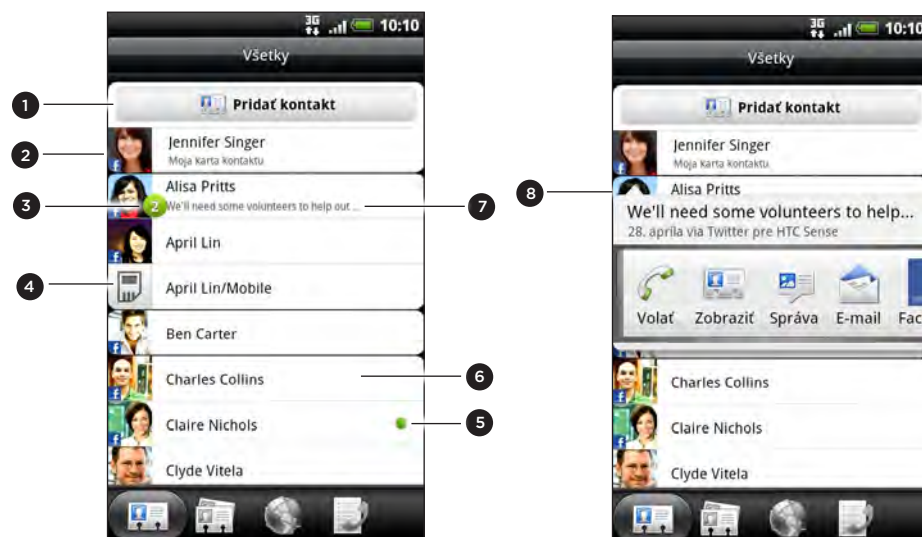 3G 10:10
Všetky
1
Pridať kontakt
2
Jennifer Singer
Moja karta kontaktu
3
Alisa Pritts
2 We'll need some volunteers to help out ...
7
April Lin
4
April Lin/Mobile
Ben Carter
Charles Collins
6
Claire Nichols
5
Clyde Vitela
3G 10:10
Všetky
Pridať kontakt
Jennifer Singer
Moja karta kontaktu
8
Alisa Pritts
We'll need some volunteers to help...
28. apríla via Twitter pre HTC Sense
Volať Zobraziť Správa E-mail Fac
Charles Collins
Claire Nichols
Clyde Vitela